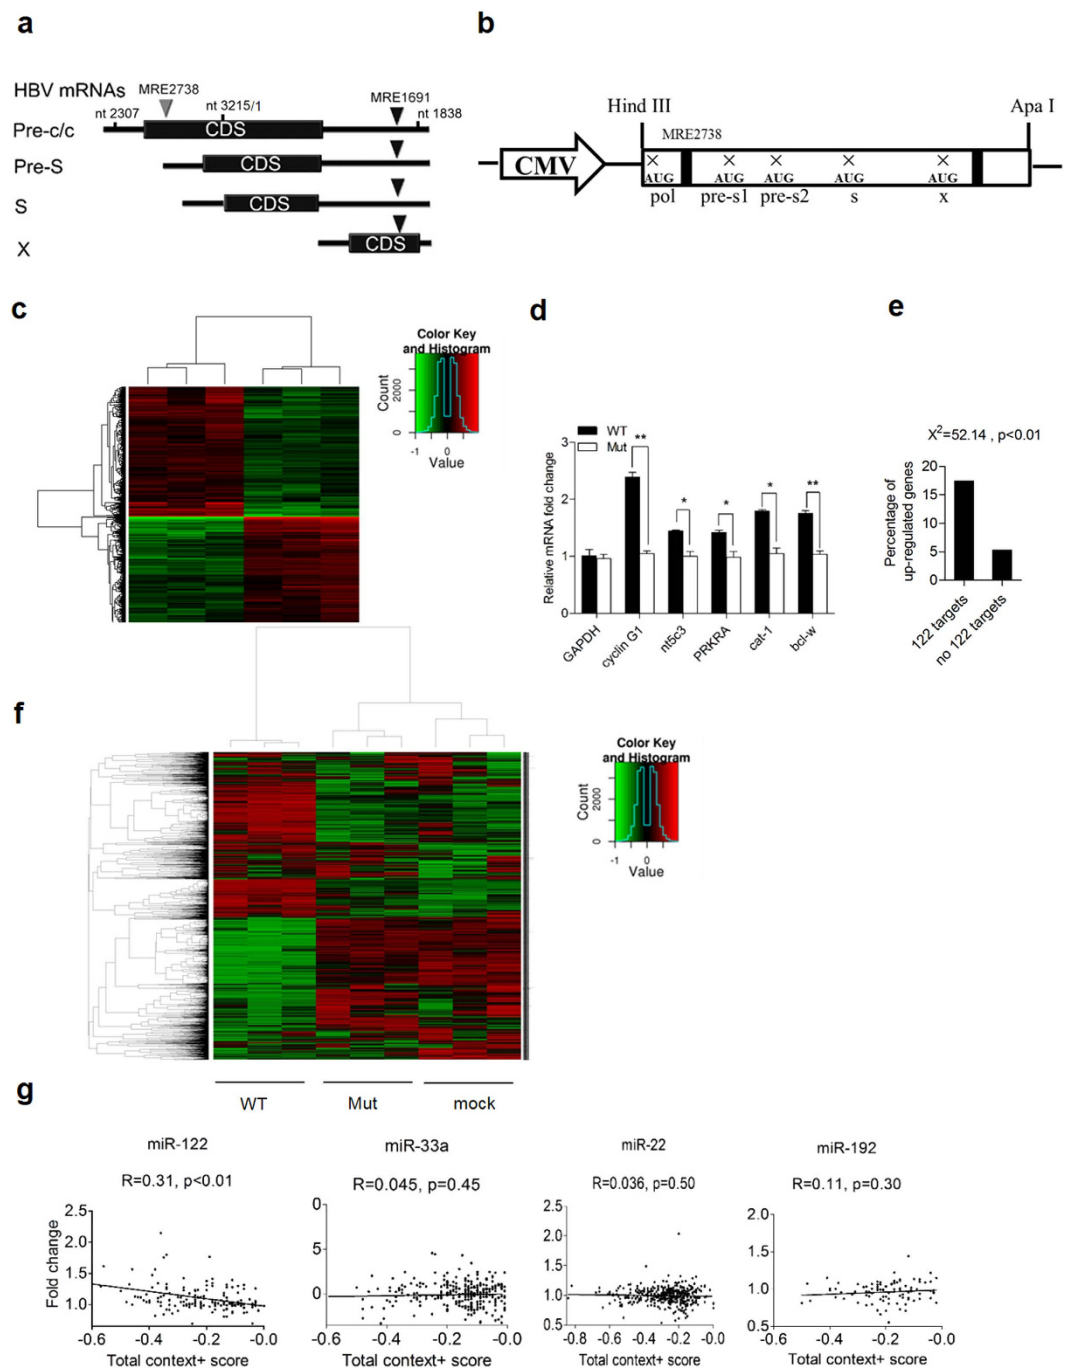 a
HBV mRNAs
MRE2738
nt 2307
nt 3215/1
MRE1691
nt 1838
Pre-c/c
CDS
Pre-S
CDS
S
CDS
X
CDS
b
Hind III
Apa I
MRE2738
CMV
AUG AUG AUG AUG AUG
pol pre-s1 pre-s2 s x
c
Color Key
and Histogram
Count
0 2000
-1 0
Value
d
WT
Mut
Relative mRNA fold change
3
2
1
0
** * * * **
GAPDH
cyclin G1
nt5c3
PRKRA
cat-1
bcl-w
e
X²=52.14 , p<0.01
Percentage of
up-regulated genes
20
15
10
5
0
122 targets
no 122 targets
f
Color Key
and Histogram
Count
0 2000
-1 0
Value
WT Mut mock
g
miR-122
R=0.31, p<0.01
Fold change
2.5
2.0
1.5
1.0
-0.6 -0.4 -0.2 -0.0
Total context+ score
miR-33a
R=0.045, p=0.45
0
5
0
-0.6 -0.4 -0.2 -0.0
Total context+ score
miR-22
R=0.036, p=0.50
2.5
2.0
1.5
1.0
0.5
-0.8 -0.6 -0.4 -0.2 -0.0
Total context+ score
miR-192
R=0.11, p=0.30
2.0
1.5
1.0
0.5
-0.6 -0.4 -0.2 -0.0
Total context+ score